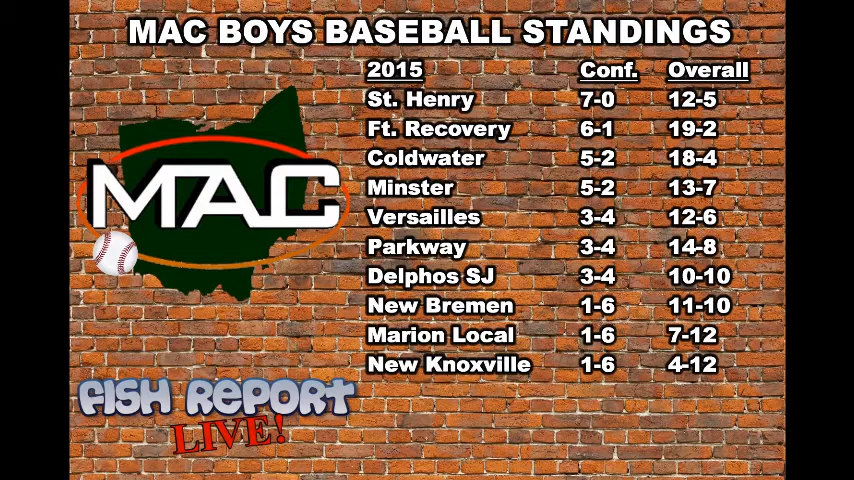 MAC BOYS BASEBALL STANDINGS
2015 Conf. Overall
St. Henry 7-0 12-5
Ft. Recovery 6-1 19-2
Coldwater 5-2 18-4
Minster 5-2 13-7
Versailles 3-4 12-6
Parkway 3-4 14-8
Delphos SJ 3-4 10-10
New Bremen 1-6 11-10
Marion Local 1-6 7-12
New Knoxville 1-6 4-12
MAC
FISH REPORT
LIVE!